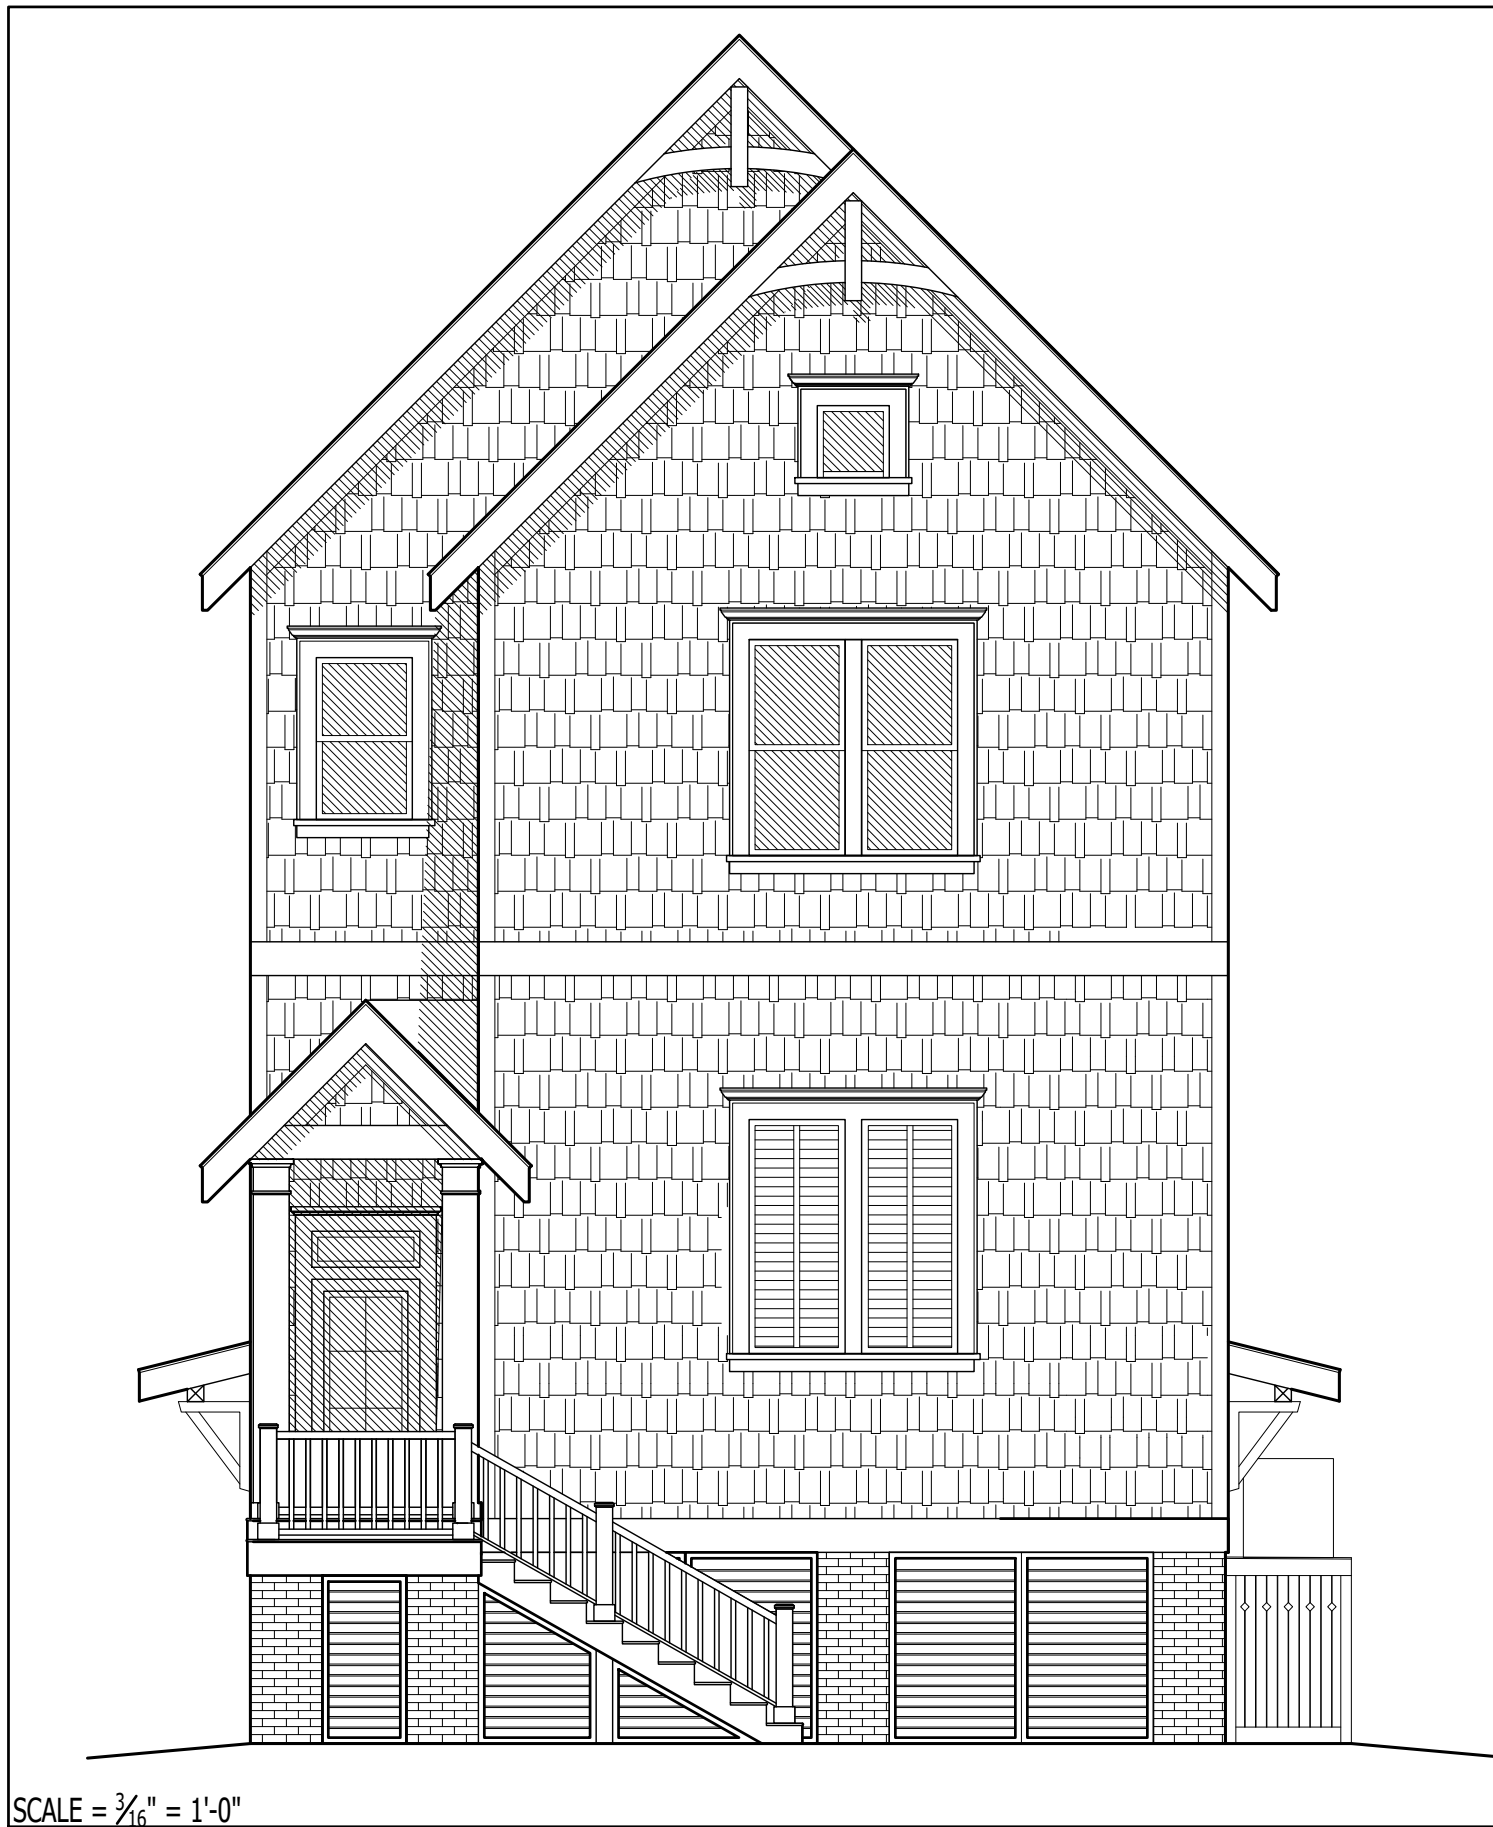 SCALE = 3/16" = 1'-0"